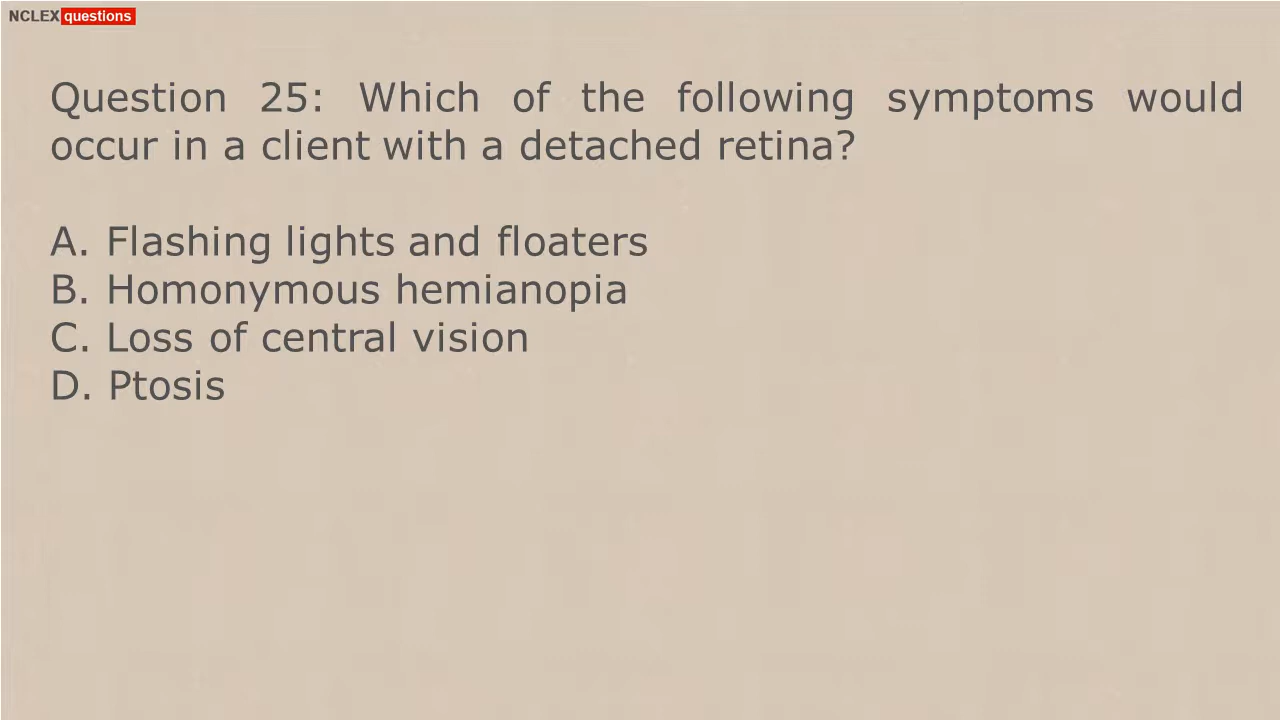 NCLEX questions
Question 25: Which of the following symptoms would
occur in a client with a detached retina?
A. Flashing lights and floaters
B. Homonymous hemianopia
C. Loss of central vision
D. Ptosis